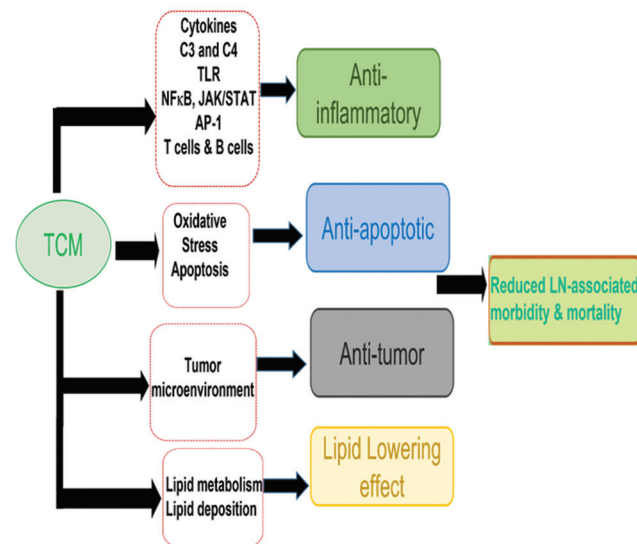 Cytokines
C3 and C4
TLR
NFκB, JAK/STAT
AP-1
T cells & B cells
Anti-
inflammatory
TCM
Oxidative
Stress
Apoptosis
Anti-apoptotic
Reduced LN-associated
morbidity & mortality
Tumor
microenvironment
Anti-tumor
Lipid metabolism
Lipid deposition
Lipid Lowering
effect